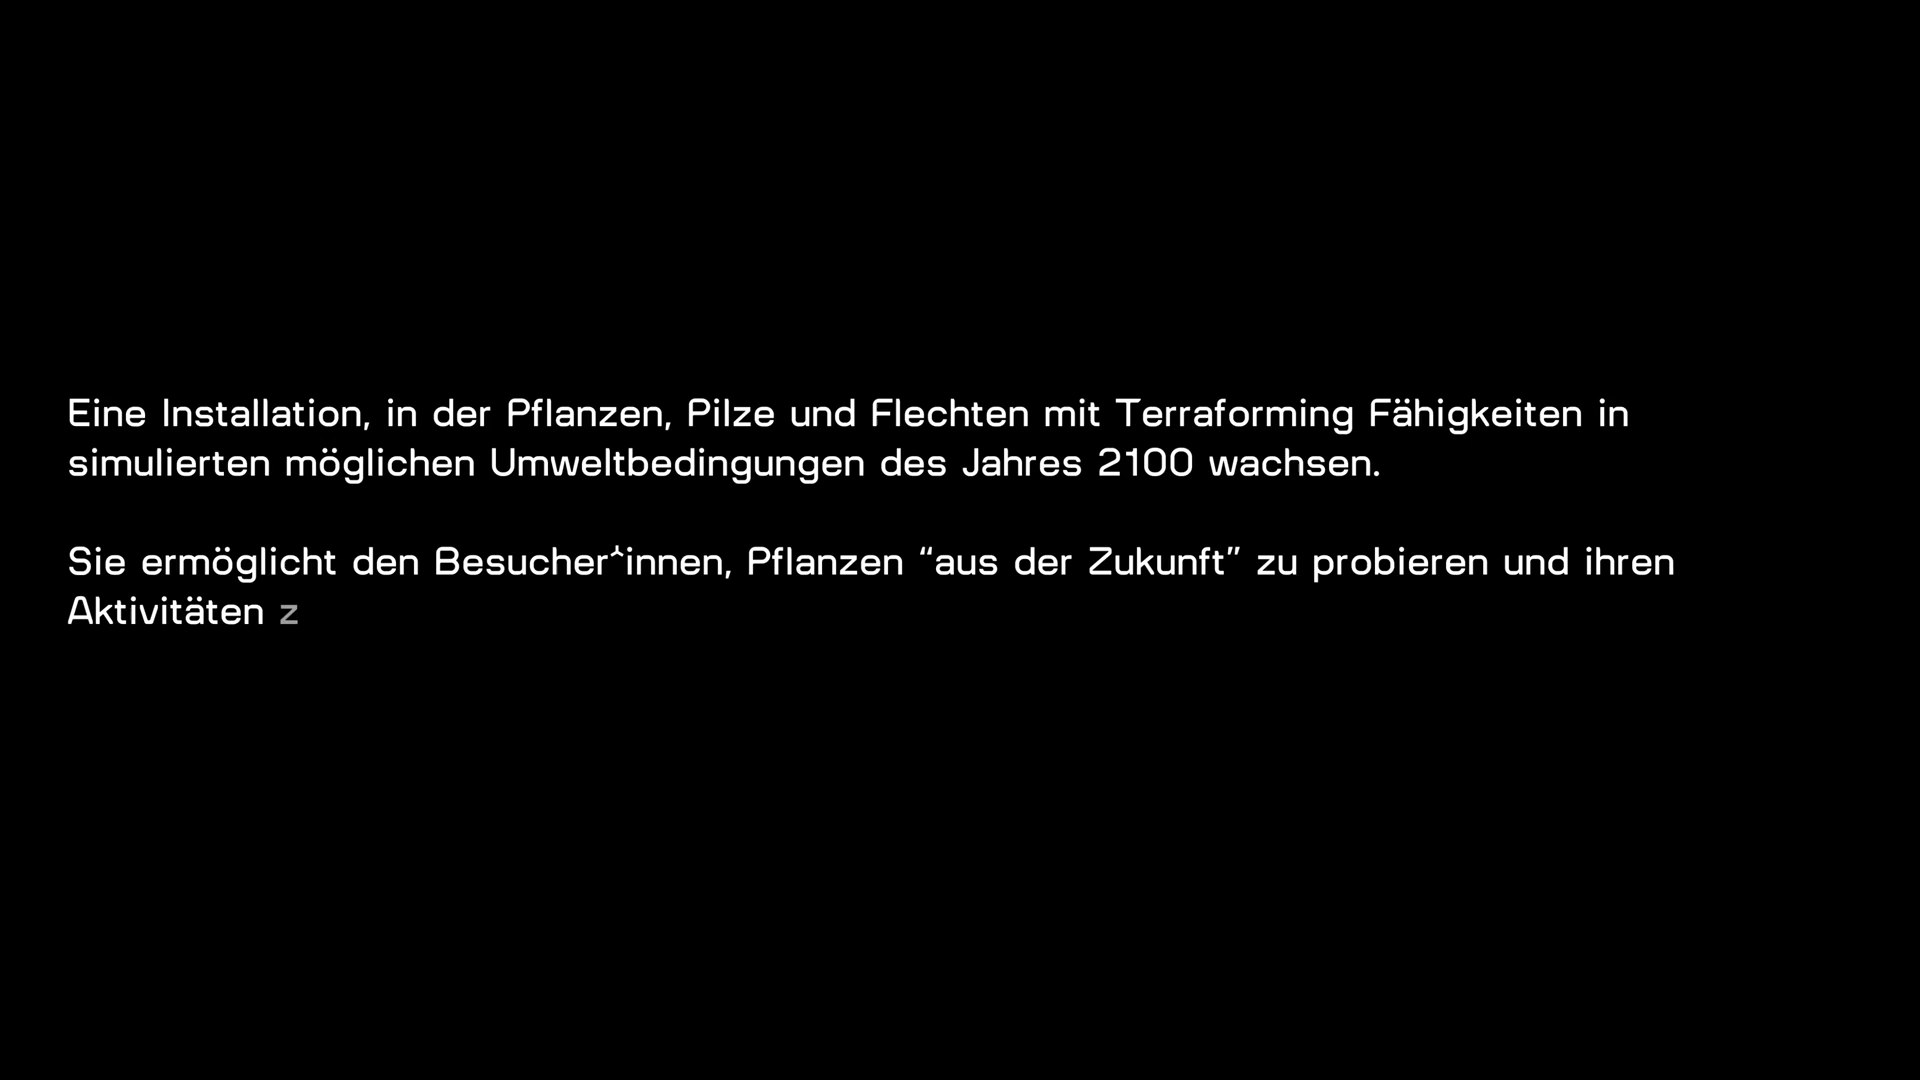 Eine Installation, in der Pflanzen, Pilze und Flechten mit Terraforming Fähigkeiten in
simulierten möglichen Umweltbedingungen des Jahres 2100 wachsen.
Sie ermöglicht den Besucher*innen, Pflanzen “aus der Zukunft” zu probieren und ihren
Aktivitäten z